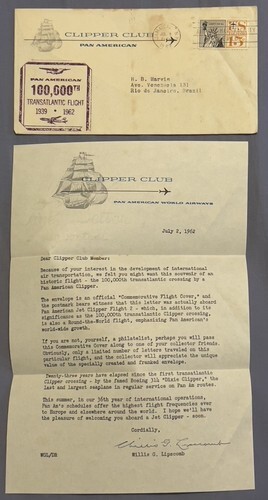 CLIPPER CLUB
PAN AMERICAN
15
PAN AMERICAN
100,000TH
TRANSATLANTIC FLIGHT
1939 • 1962
H. B.
Ave. Veneguela 31
Rio de Janeiro, Brazil
CLIPPER CLUB
PAN AMERICAN WORLD AIRWAYS
July 2, 1962
Dear Clipper Club Member:
Because of your interest in the development of international
air transportation, we felt you might want this souvenir of an
historic flight - the 100,000th transatlantic crossing by a
Pan American Clipper.
The envelope is an official "Commemorative Flight Cover," and
the postmark bears witness that this letter was actually aboard
Pan American Jet Clipper Flight 2 - which, in addition to its
significance as the 100,000th transatlantic Clipper crossing,
is also a Round-the-World flight, emphasizing Pan American's
world-wide growth.
If you are not, yourself, a philatelist, perhaps you will pass
this Commemorative Cover along to one of your collector friends.
Obviously, only a limited number of letters traveled on this
particular flight, and the collector will appreciate the unique
value of the specially created and franked envelope.
Twenty-three years have elapsed since the first transatlantic
Clipper crossing - by the famed Boeing 314 "Dixie Clipper," the
last and largest seaplane in regular service on Pan Am routes.
This summer, in our 35th year of international operations,
Pan Am's schedules offer the highest flight frequencies ever
to Europe and elsewhere around the world. I hope we'll have
the pleasure of welcoming you aboard a Jet Clipper - soon.
Cordially,
Willis G. Lipscomb
Willis G. Lipscomb
WGL/DR